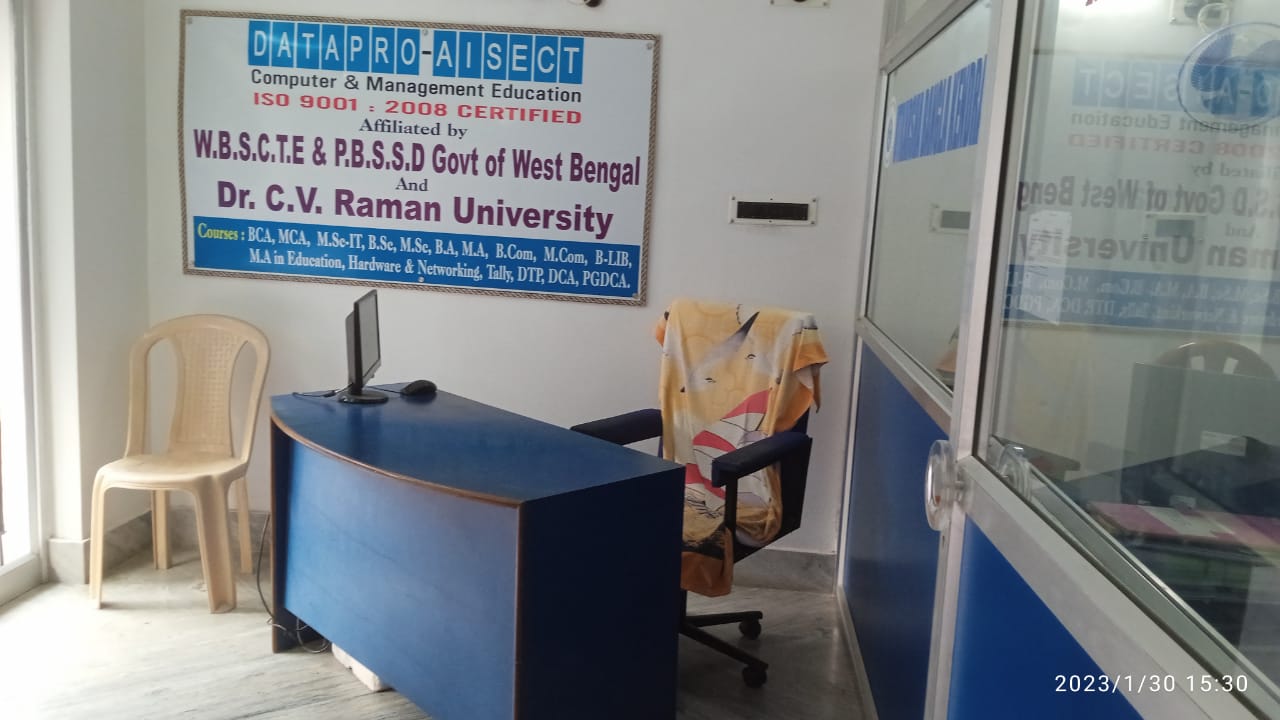 DATAPRO-AISECT
Computer & Management Education
ISO 9001 : 2008 CERTIFIED
Affiliated by
W.B.S.C.T.E & P.B.S.S.D Govt of West Bengal
And
Dr. C.V. Raman University
Courses : BCA, MCA, M.Sc-IT, B.Sc, M.Sc, B.A, M.A, B.Com, M.Com, B-LIB,
M.A in Education, Hardware & Networking, Tally, DTP, DCA, PGDCA.
2023/1/30 15:30